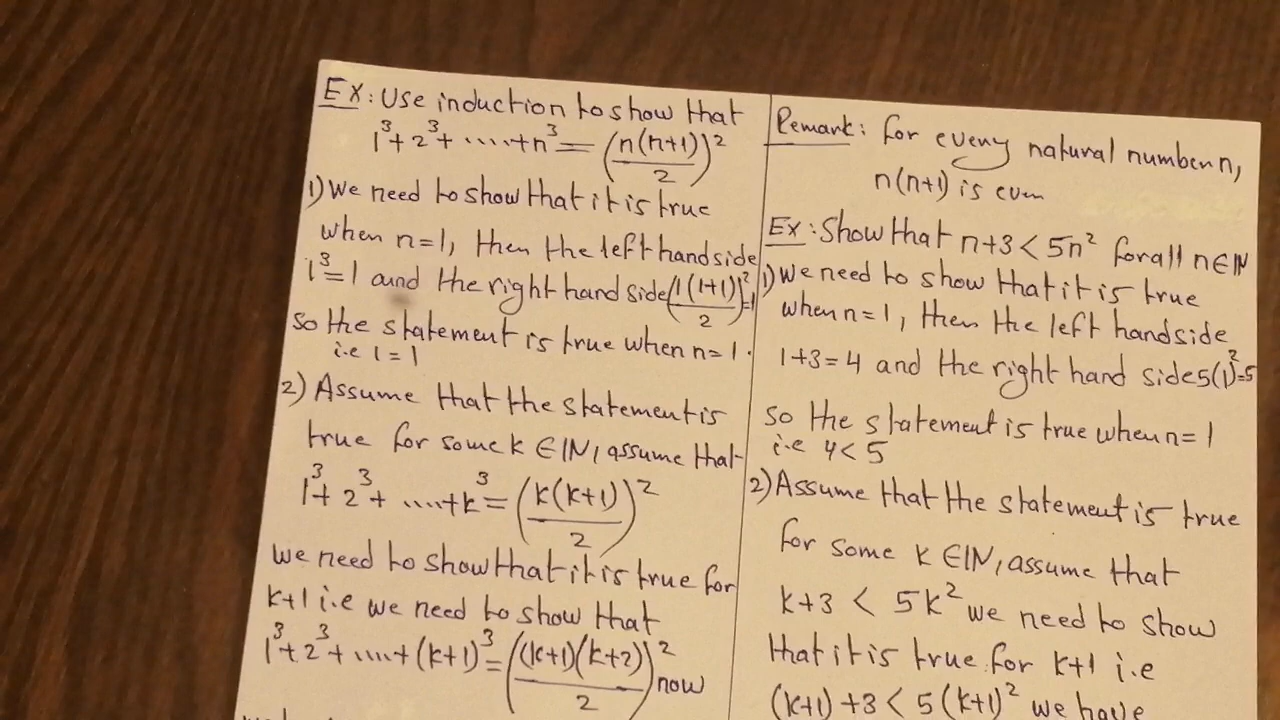 EX: Use induction to show that
1³+2³+.....+n³=(n(n+1)/2)²
1) We need to show that it is true
when n=1, then the left hand side
1³=1 and the right hand side (1(1+1)/2)²=1
so the statement is true when n=1.
i.e 1=1
2) Assume that the statement is
true for some k∈ℕ, assume that
1³+2³+.....+k³=(k(k+1)/2)²
we need to show that it is true for
k+1 i.e we need to show that
1³+2³+.....+(k+1)³=((k+1)(k+2)/2)² now
Remark: for every natural number n,
n(n+1) is even
Ex: Show that n+3<5n² for all n∈ℕ
1) We need to show that it is true
when n=1, then the left hand side
1+3=4 and the right hand side 5(1)²=5
so the statement is true when n=1
i.e 4<5
2) Assume that the statement is true
for some k∈ℕ, assume that
k+3 < 5k² we need to show
that it is true for k+1 i.e
(k+1)+3<5(k+1)² we have